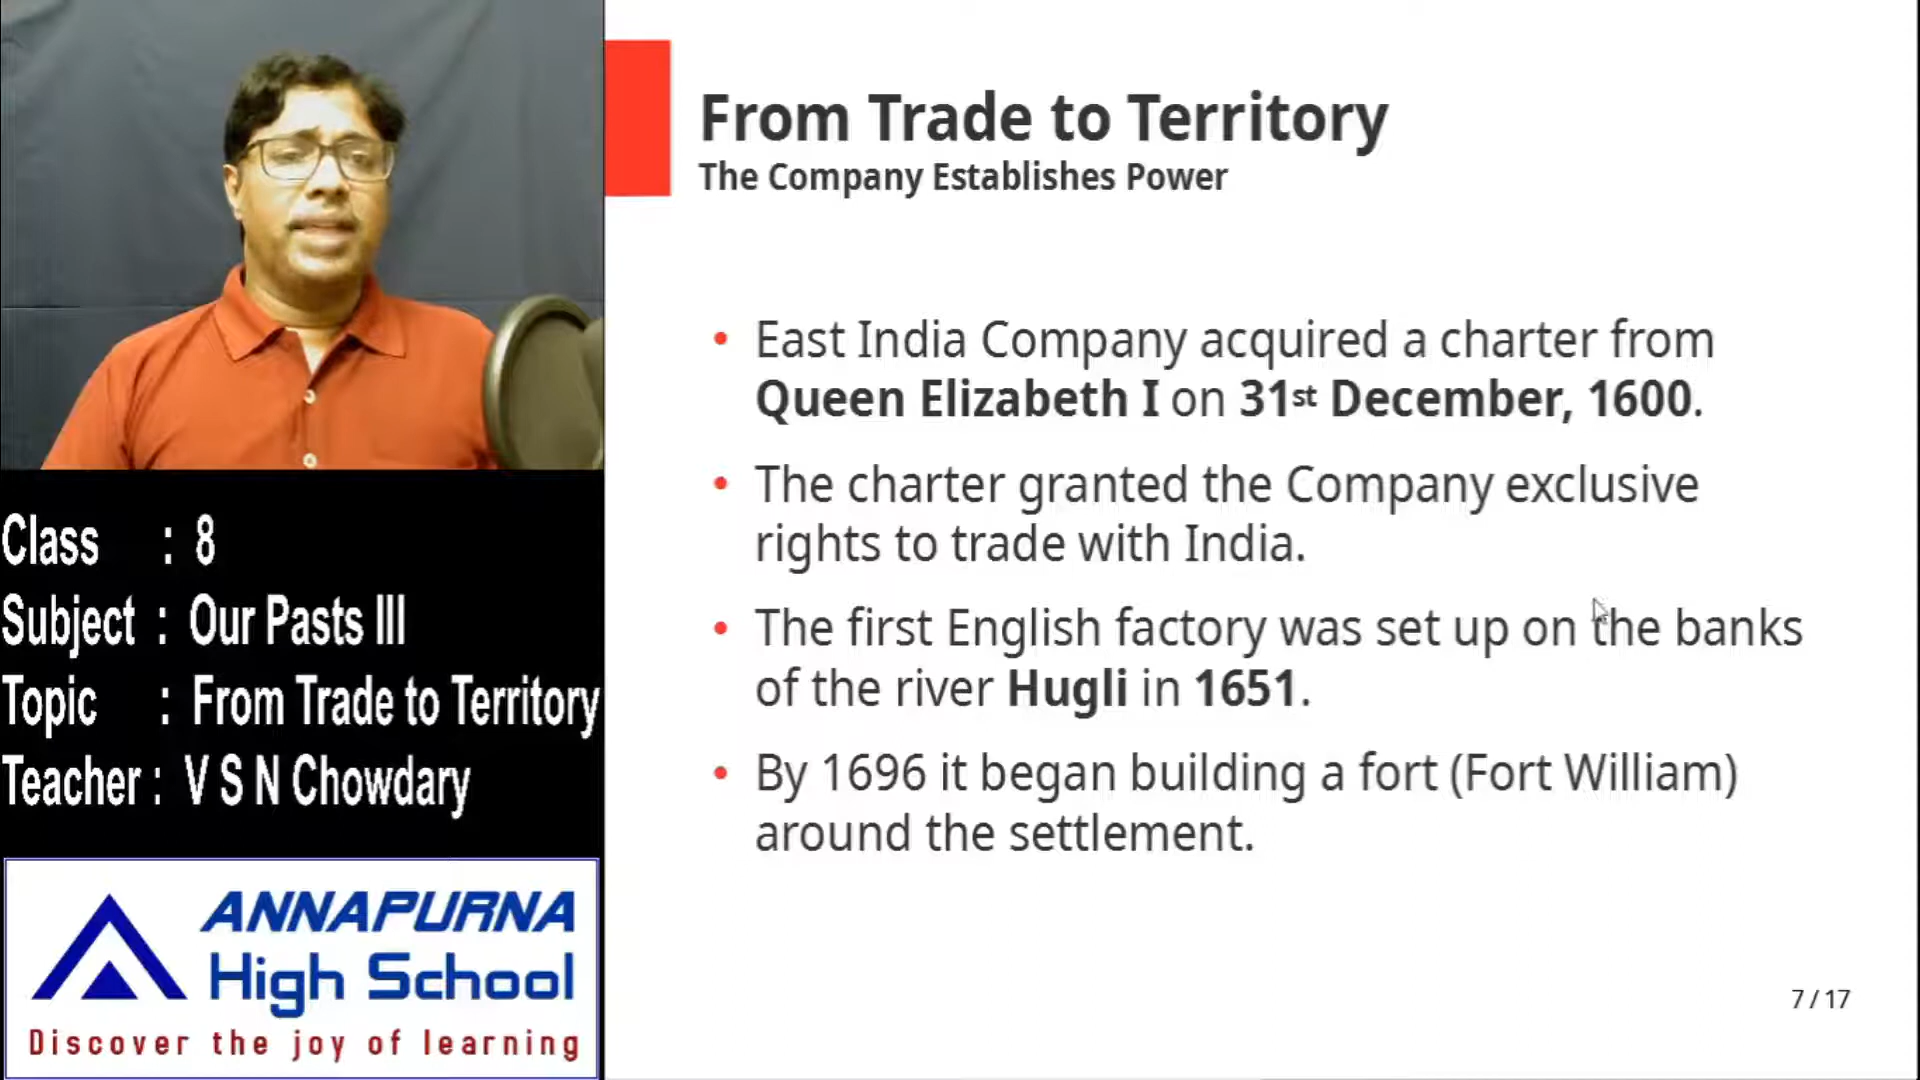 From Trade to Territory
The Company Establishes Power
• East India Company acquired a charter from
Queen Elizabeth I on 31st December, 1600.
• The charter granted the Company exclusive
rights to trade with India.
• The first English factory was set up on the banks
of the river Hugli in 1651.
• By 1696 it began building a fort (Fort William)
around the settlement.
7 / 17
Class : 8
Subject : Our Pasts III
Topic : From Trade to Territory
Teacher : V S N Chowdary
ANNAPURNA
High School
Discover the joy of learning